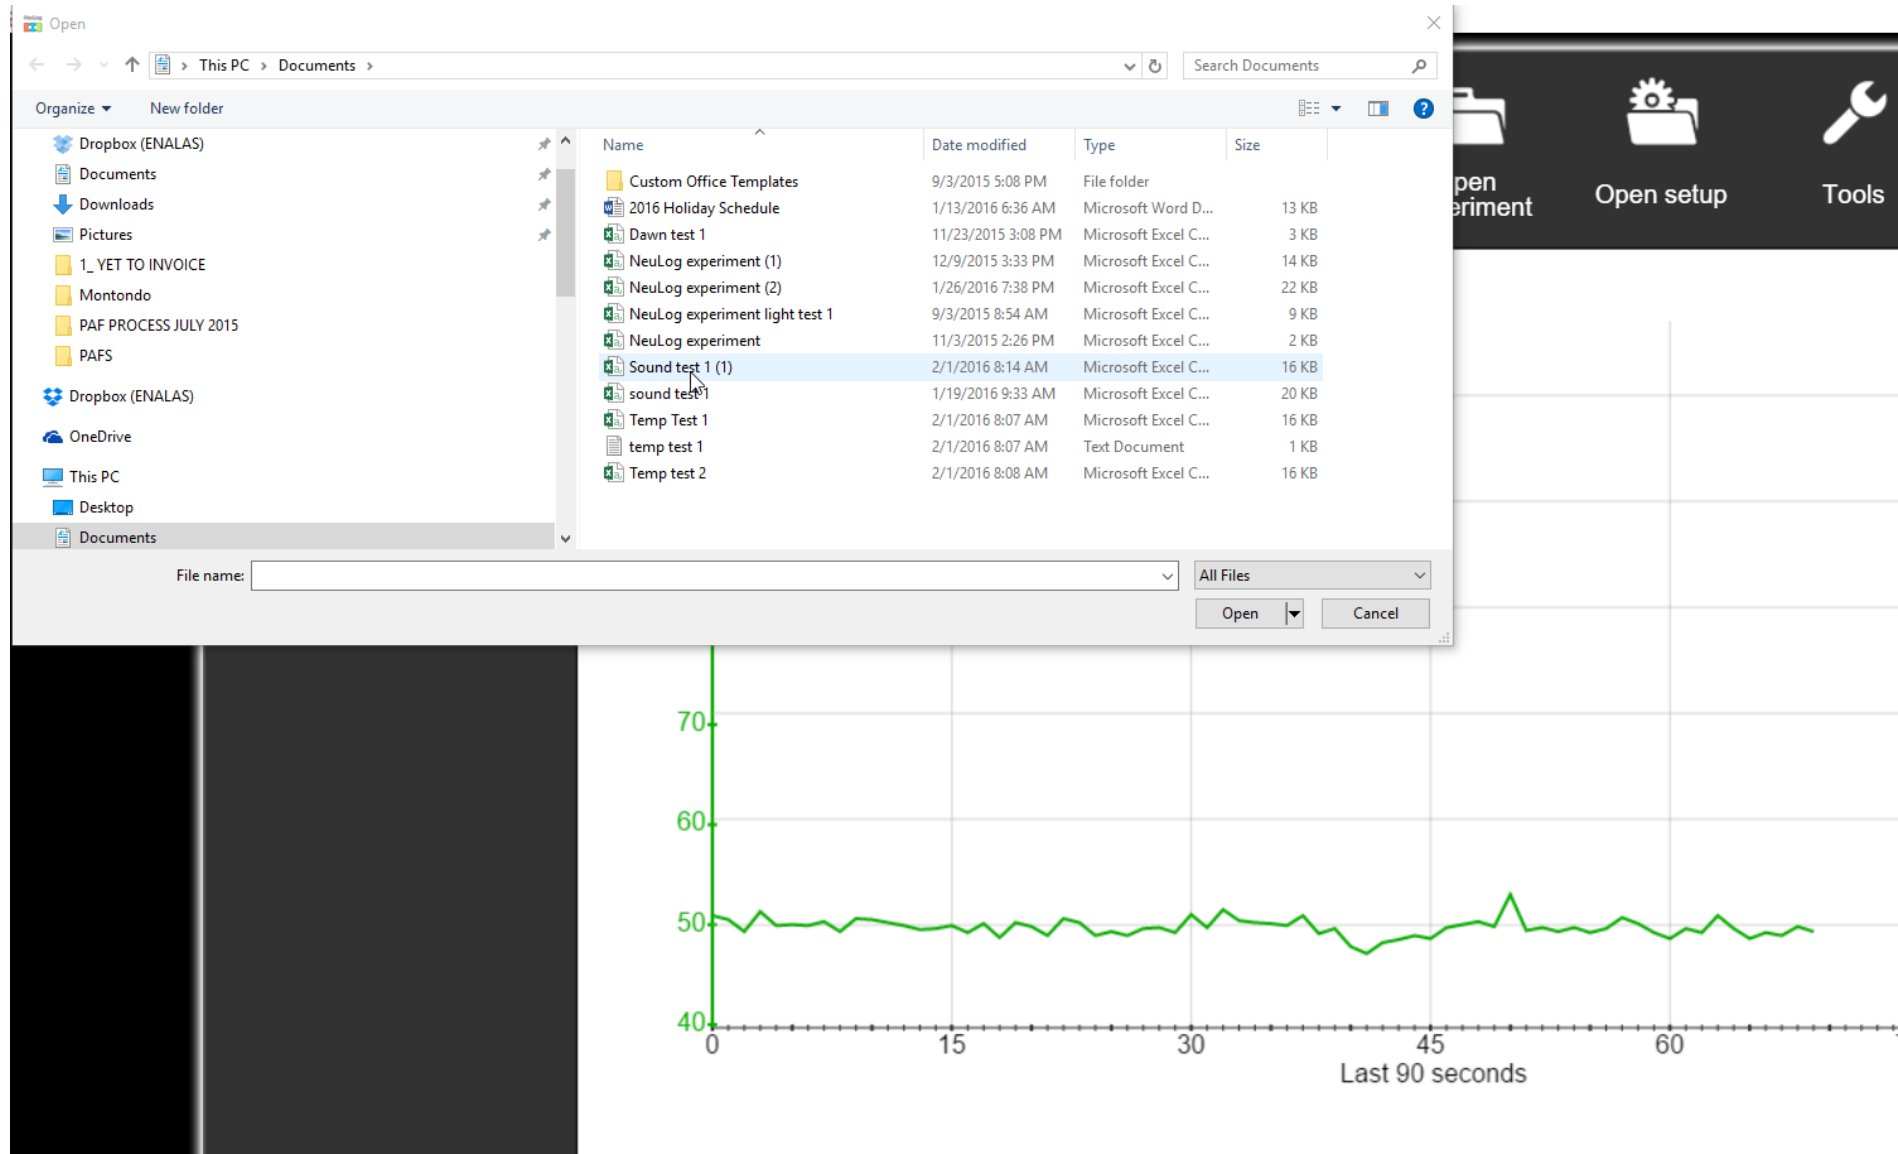 Open
This PC > Documents >
Search Documents
Organize
New folder
Dropbox (ENALAS)
Documents
Downloads
Pictures
1_ YET TO INVOICE
Montondo
PAF PROCESS JULY 2015
PAFS
Dropbox (ENALAS)
OneDrive
This PC
Desktop
Documents
Name Date modified Type Size
Custom Office Templates 9/3/2015 5:08 PM File folder
2016 Holiday Schedule 1/13/2016 6:36 AM Microsoft Word D... 13 KB
Dawn test 1 11/23/2015 3:08 PM Microsoft Excel C... 3 KB
NeuLog experiment (1) 12/9/2015 3:33 PM Microsoft Excel C... 14 KB
NeuLog experiment (2) 1/26/2016 7:38 PM Microsoft Excel C... 22 KB
NeuLog experiment light test 1 9/3/2015 8:54 AM Microsoft Excel C... 9 KB
NeuLog experiment 11/3/2015 2:26 PM Microsoft Excel C... 2 KB
Sound test 1 (1) 2/1/2016 8:14 AM Microsoft Excel C... 16 KB
sound test 1 1/19/2016 9:33 AM Microsoft Excel C... 20 KB
Temp Test 1 2/1/2016 8:07 AM Microsoft Excel C... 16 KB
temp test 1 2/1/2016 8:07 AM Text Document 1 KB
Temp test 2 2/1/2016 8:08 AM Microsoft Excel C... 16 KB
File name:
All Files
Open
Cancel
pen
eriment
Open setup
Tools
70
60
50
40
0 15 30 45 60
Last 90 seconds